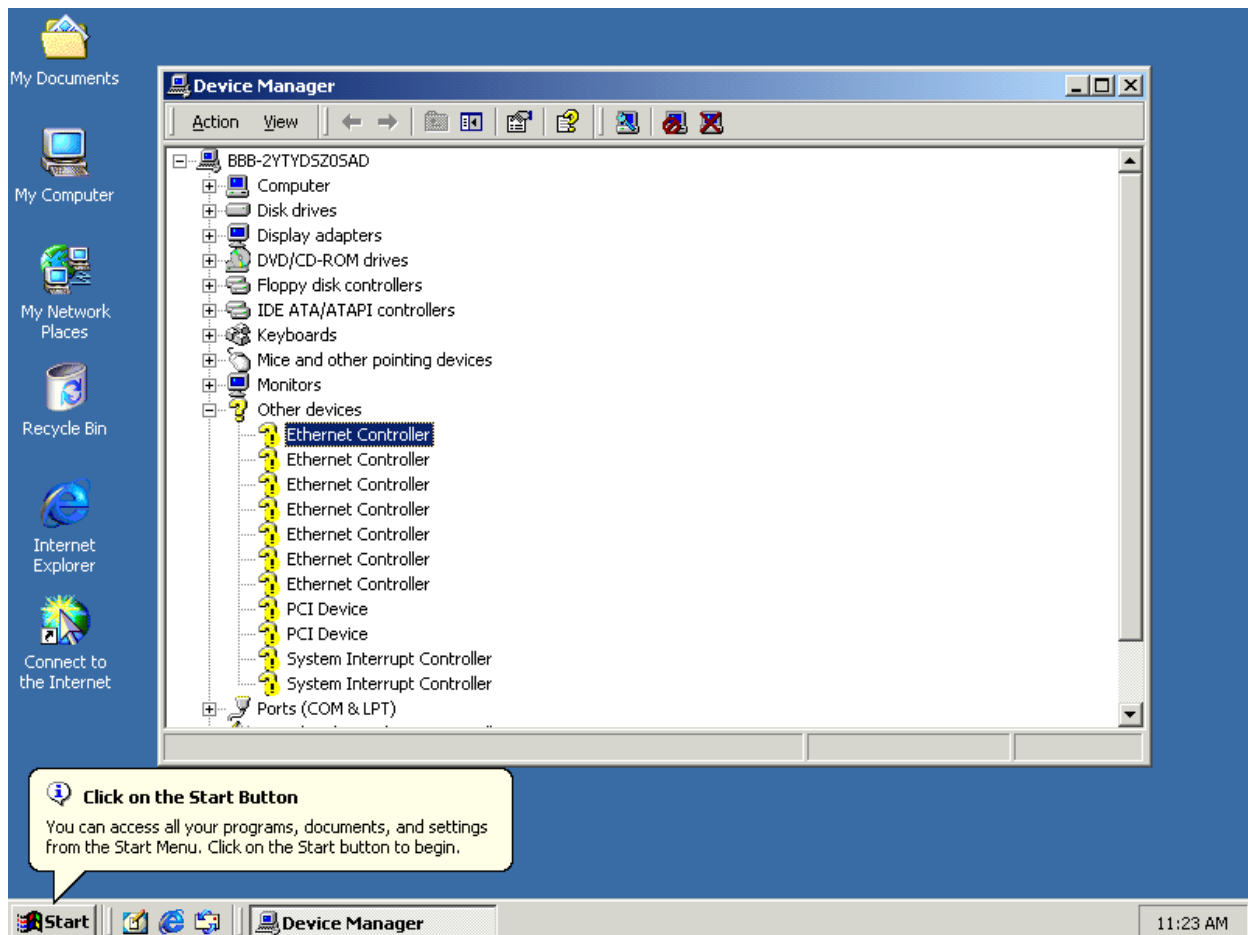 My Documents
My Computer
My Network
Places
Recycle Bin
Internet
Explorer
Connect to
the Internet
Device Manager
Action View
BBB-2YTYDSZ0SAD
Computer
Disk drives
Display adapters
DVD/CD-ROM drives
Floppy disk controllers
IDE ATA/ATAPI controllers
Keyboards
Mice and other pointing devices
Monitors
Other devices
Ethernet Controller
Ethernet Controller
Ethernet Controller
Ethernet Controller
Ethernet Controller
Ethernet Controller
Ethernet Controller
PCI Device
PCI Device
System Interrupt Controller
System Interrupt Controller
Ports (COM & LPT)
Click on the Start Button
You can access all your programs, documents, and settings
from the Start Menu. Click on the Start button to begin.
Start
Device Manager
11:23 AM